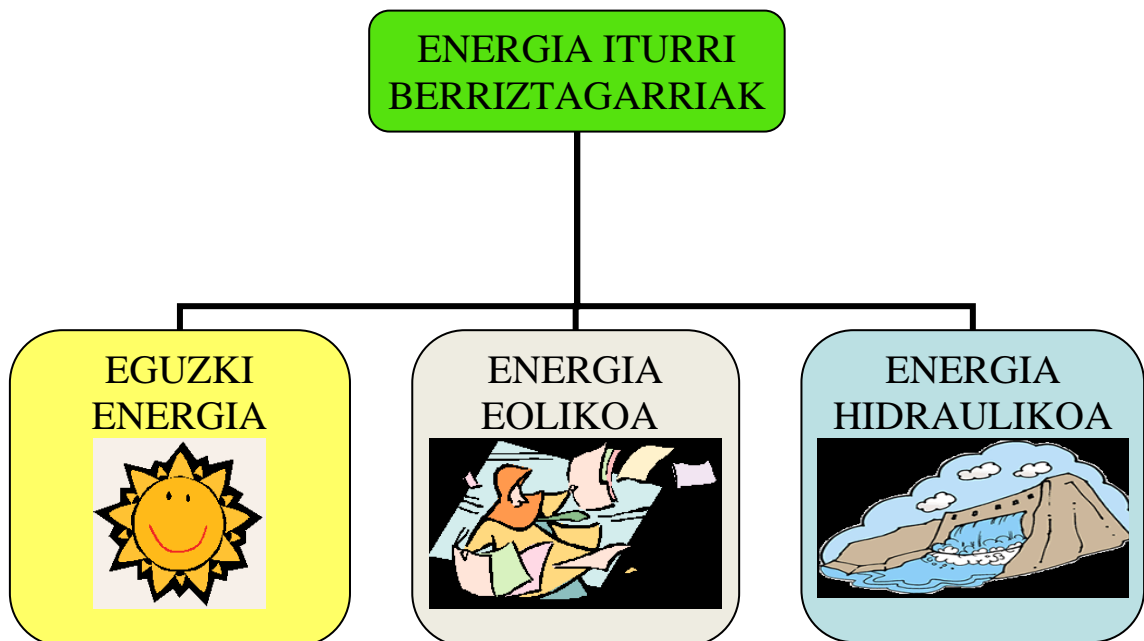 ENERGIA ITURRI
BERRIZTAGARRIAK
EGUZKI
ENERGIA
ENERGIA
EOLIKOA
ENERGIA
HIDRAULIKOA